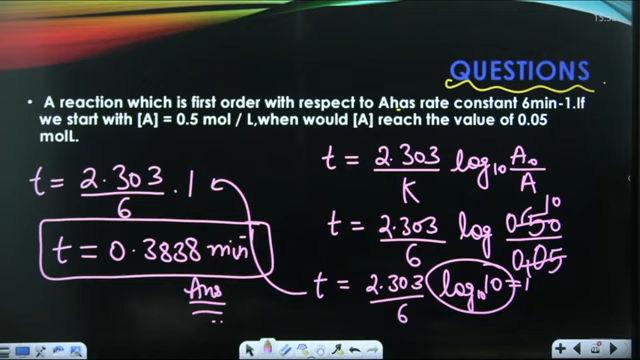 QUESTIONS
• A reaction which is first order with respect to Ahas rate constant 6min-1.If
we start with [A] = 0.5 mol / L,when would [A] reach the value of 0.05
molL.
t = 2.303/K log₁₀ A₀/A
t = 2.303/6 log 0.50/0.05 10
t = 2.303/6 log₁₀10 = 1
t = 2.303/6 . 1
t = 0.3838 min
Ans